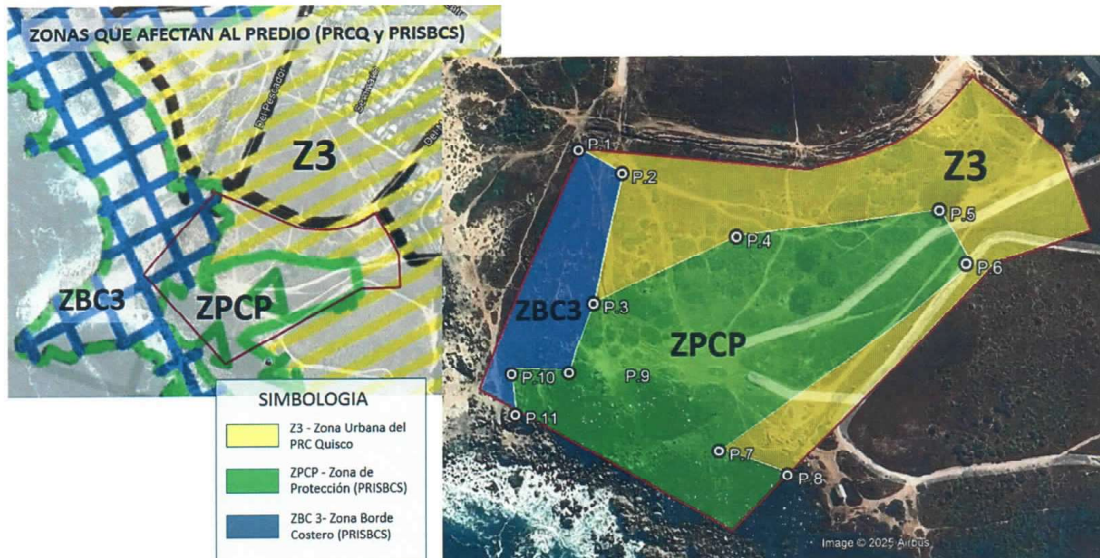 ZONAS QUE AFECTAN AL PREDIO (PRCQ y PRISBCS)
Del Pescador
Z3
ZBC3
ZPCP
SIMBOLOGIA
Z3 - Zona Urbana del
PRC Quisco
ZPCP - Zona de
Protección (PRISBCS)
ZBC 3- Zona Borde
Costero (PRISBCS)
P.1
P.2
Z3
P.5
P.4
P.6
P.3
ZBC3
ZPCP
P.10
P.9
P.11
P.7
P.8
Image © 2025 Airbus